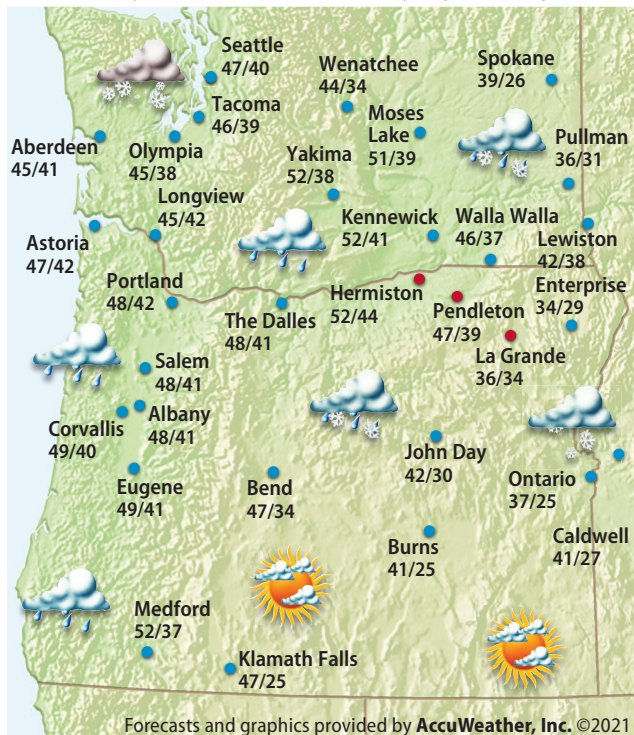 Seattle
47/40
Wenatchee
44/34
Spokane
39/26
Tacoma
46/39
Moses
Lake
51/39
Aberdeen
45/41
Olympia
45/38
Yakima
52/38
Pullman
36/31
Longview
45/42
Kennewick
52/41
Walla Walla
46/37
Lewiston
42/38
Astoria
47/42
Portland
48/42
The Dalles
48/41
Hermiston
52/44
Pendleton
47/39
Enterprise
34/29
La Grande
36/34
Salem
48/41
Albany
48/41
Corvallis
49/40
John Day
42/30
Ontario
37/25
Eugene
49/41
Bend
47/34
Burns
41/25
Caldwell
41/27
Medford
52/37
Klamath Falls
47/25
Forecasts and graphics provided by AccuWeather, Inc. ©2021